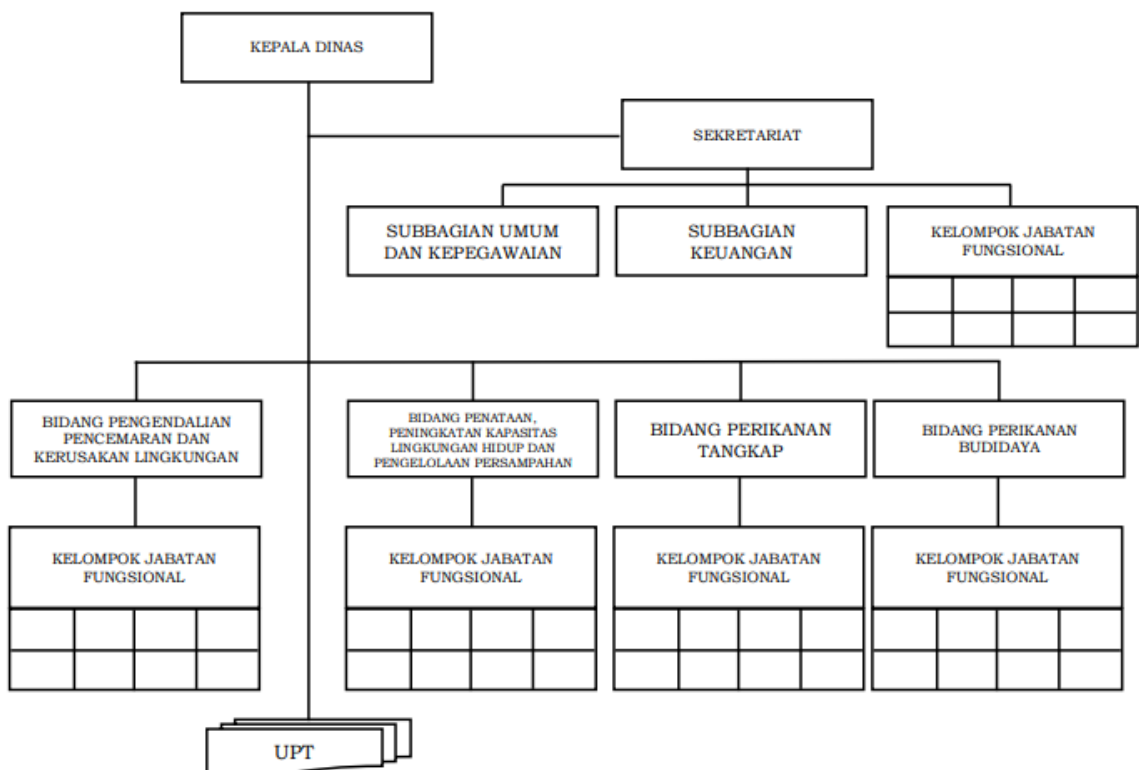 KEPALA DINAS
SEKRETARIAT
SUBBAGIAN UMUM
DAN KEPEGAWAIAN
SUBBAGIAN
KEUANGAN
KELOMPOK JABATAN
FUNGSIONAL
BIDANG PENGENDALIAN
PENCEMARAN DAN
KERUSAKAN LINGKUNGAN
BIDANG PENATAAN,
PENINGKATAN KAPASITAS
LINGKUNGAN HIDUP DAN
PENGELOLAAN PERSAMPAHAN
BIDANG PERIKANAN
TANGKAP
BIDANG PERIKANAN
BUDIDAYA
KELOMPOK JABATAN
FUNGSIONAL
KELOMPOK JABATAN
FUNGSIONAL
KELOMPOK JABATAN
FUNGSIONAL
KELOMPOK JABATAN
FUNGSIONAL
UPT